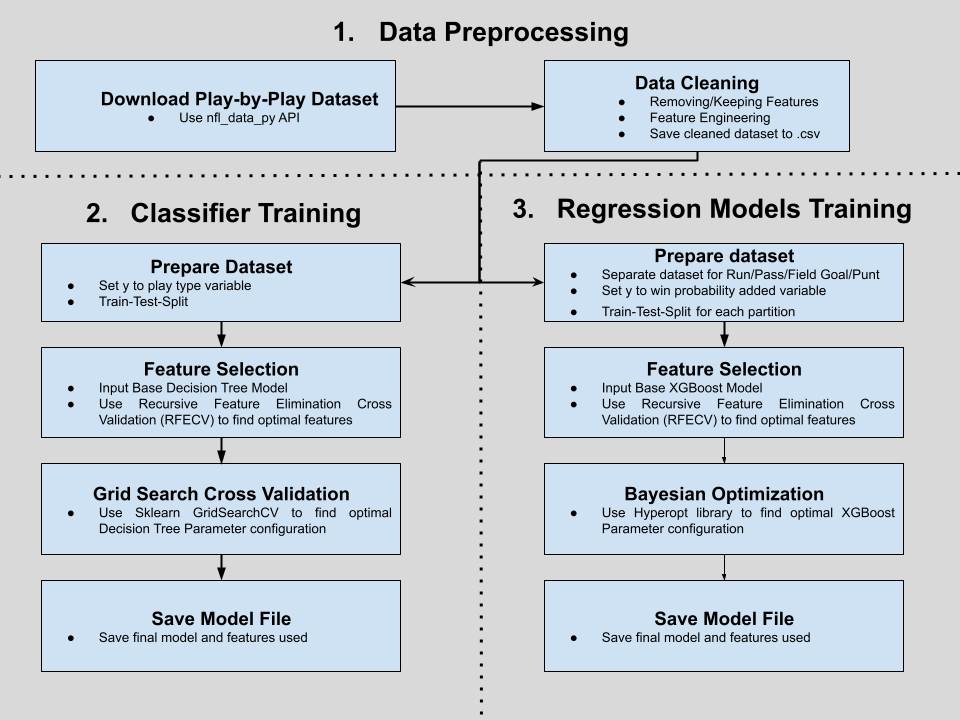 1. Data Preprocessing
Download Play-by-Play Dataset
● Use nfl_data_py API
Data Cleaning
● Removing/Keeping Features
● Feature Engineering
● Save cleaned dataset to .csv
2. Classifier Training
Prepare Dataset
● Set y to play type variable
● Train-Test-Split
Feature Selection
● Input Base Decision Tree Model
● Use Recursive Feature Elimination Cross
Validation (RFECV) to find optimal features
Grid Search Cross Validation
● Use Sklearn GridSearchCV to find optimal
Decision Tree Parameter configuration
Save Model File
● Save final model and features used
3. Regression Models Training
Prepare dataset
● Separate dataset for Run/Pass/Field Goal/Punt
● Set y to win probability added variable
● Train-Test-Split for each partition
Feature Selection
● Input Base XGBoost Model
● Use Recursive Feature Elimination Cross
Validation (RFECV) to find optimal features
Bayesian Optimization
● Use Hyperopt library to find optimal XGBoost
Parameter configuration
Save Model File
● Save final model and features used